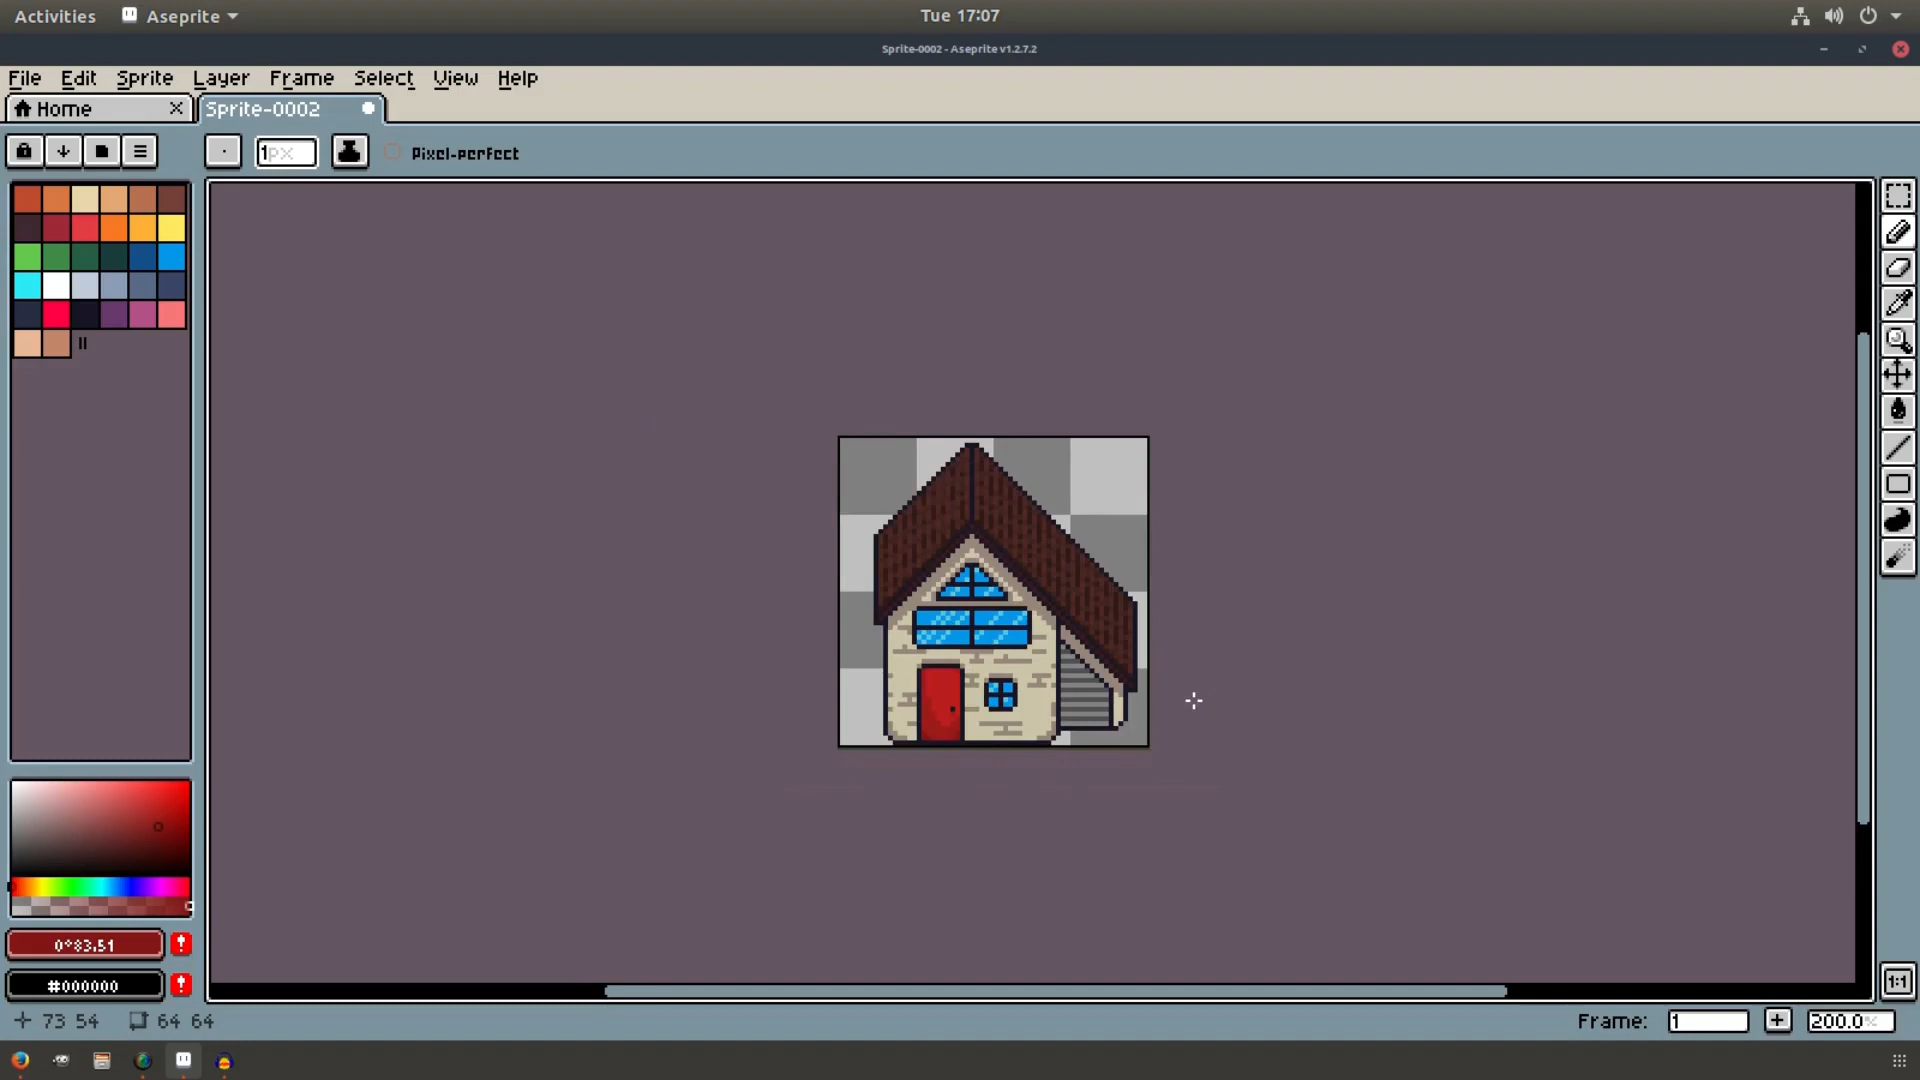 Activities
Aseprite
Tue 17:07
Sprite-0002 - Aseprite v1.2.7.2
File Edit Sprite Layer Frame Select View Help
Home
Sprite-0002
1px
Pixel-perfect
0°83.51
#000000
1:1
73 54
64 64
Frame: 1
200.0%